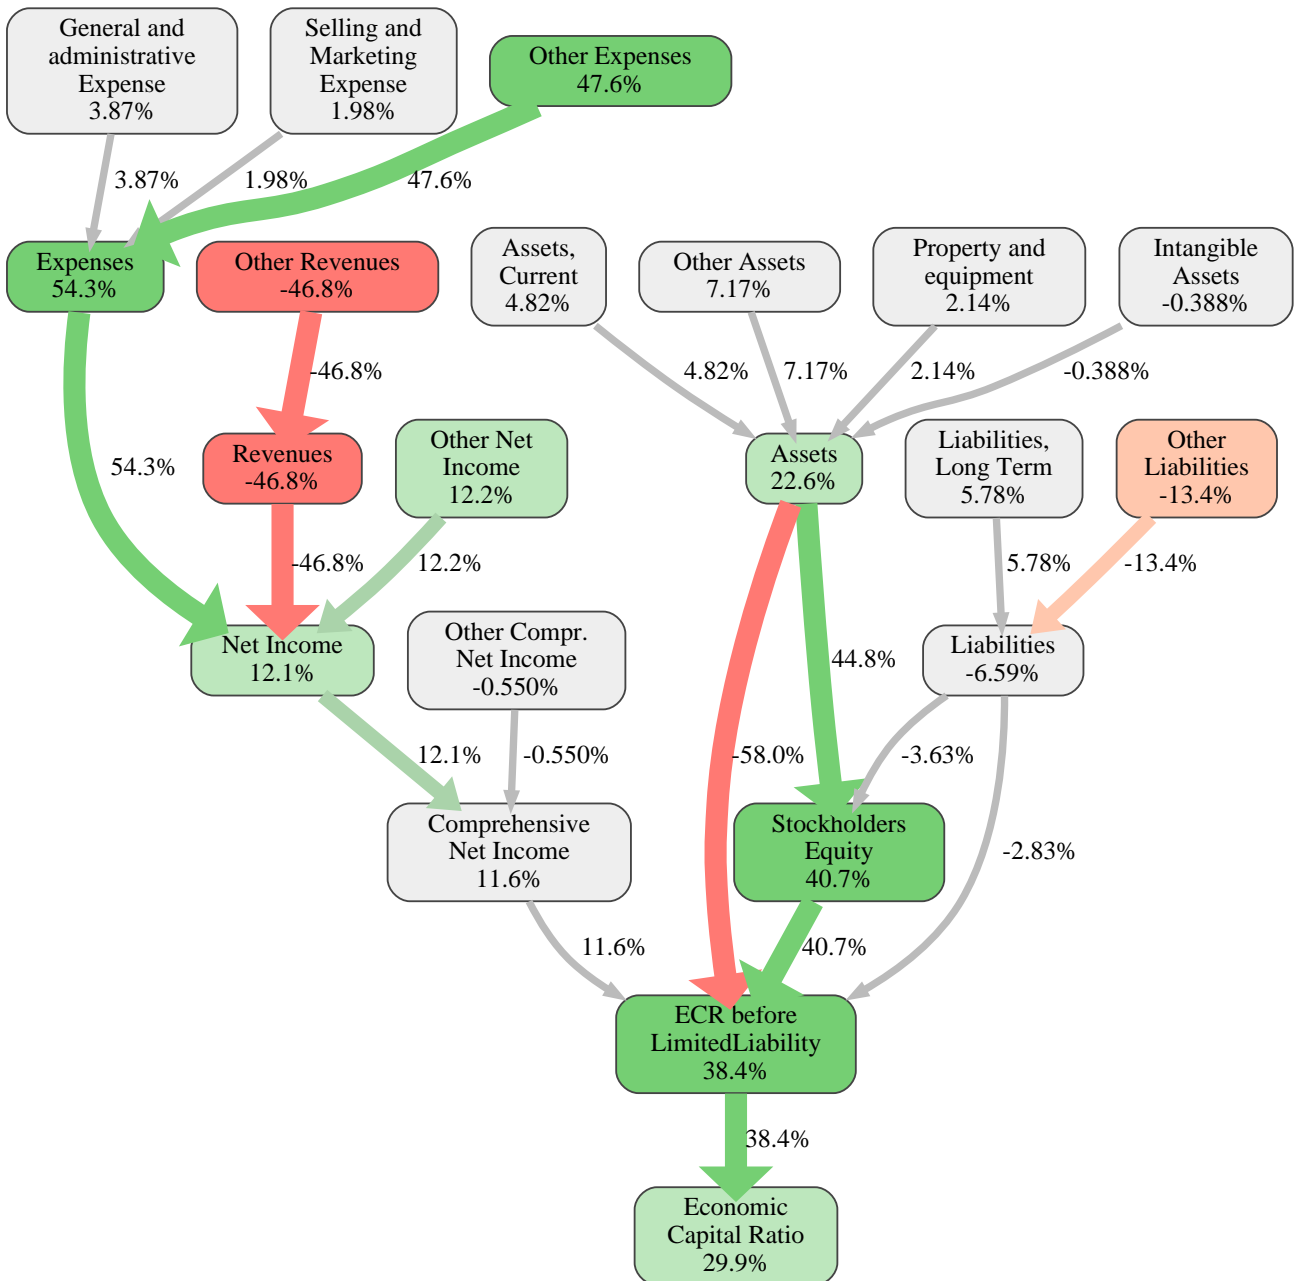 General and
administrative
Expense
3.87%
Selling and
Marketing
Expense
1.98%
Other Expenses
47.6%
3.87%
1.98%
47.6%
Expenses
54.3%
Other Revenues
-46.8%
Assets,
Current
4.82%
Other Assets
7.17%
Property and
equipment
2.14%
Intangible
Assets
-0.388%
-46.8%
4.82%
7.17%
2.14%
-0.388%
54.3%
Revenues
-46.8%
Other Net
Income
12.2%
Assets
22.6%
Liabilities,
Long Term
5.78%
Other
Liabilities
-13.4%
-46.8%
12.2%
5.78%
-13.4%
Net Income
12.1%
Other Compr.
Net Income
-0.550%
44.8%
Liabilities
-6.59%
12.1%
-0.550%
-58.0%
-3.63%
Comprehensive
Net Income
11.6%
Stockholders
Equity
40.7%
-2.83%
11.6%
40.7%
ECR before
LimitedLiability
38.4%
38.4%
Economic
Capital Ratio
29.9%